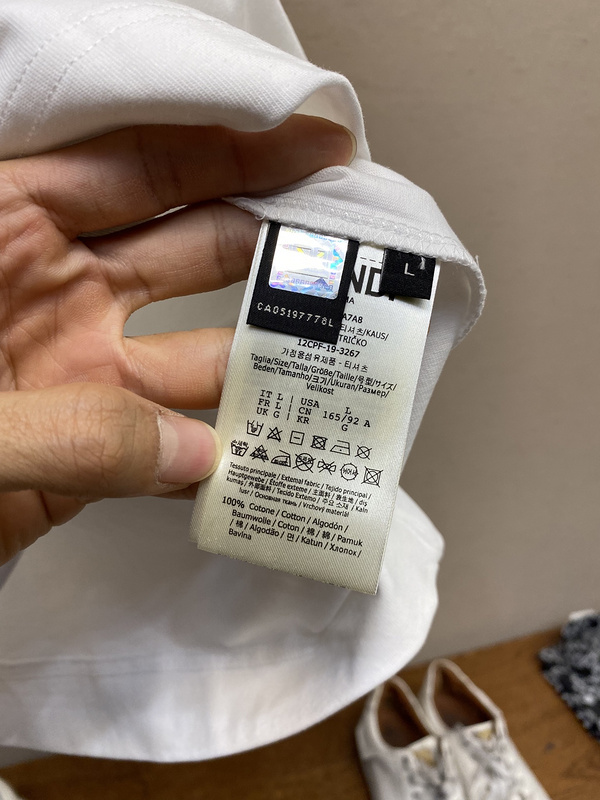 CA05197778L
L
A7A8
티셔츠/KAUS/
TRIČKO
12CPF-19-3267
가정용섬유제품 - 티셔츠
Taglia/Size/Talla/Größe/Taille/号型/サイズ/
Beden/Tamanho/크기/Ukuran/Размер/
Velikost
IT L | USA L
FR L | CN 165/92 A
UK G | KR G
Tessuto principale / External fabric / Tejido principal /
Hauptgewebe / Étoffe externe / 主面料 / 表生地 / dış
kumaş / 外層面料 / Tecido Externo / 주요 소재 / Kain
luar / Основная ткань / Vrchový materiál
100% Cotone / Cotton / Algodón /
Baumwolle / Coton / 棉 / 綿 / Pamuk
/ 棉 / Algodão / 면 / Katun / Хлопок /
Bavlna